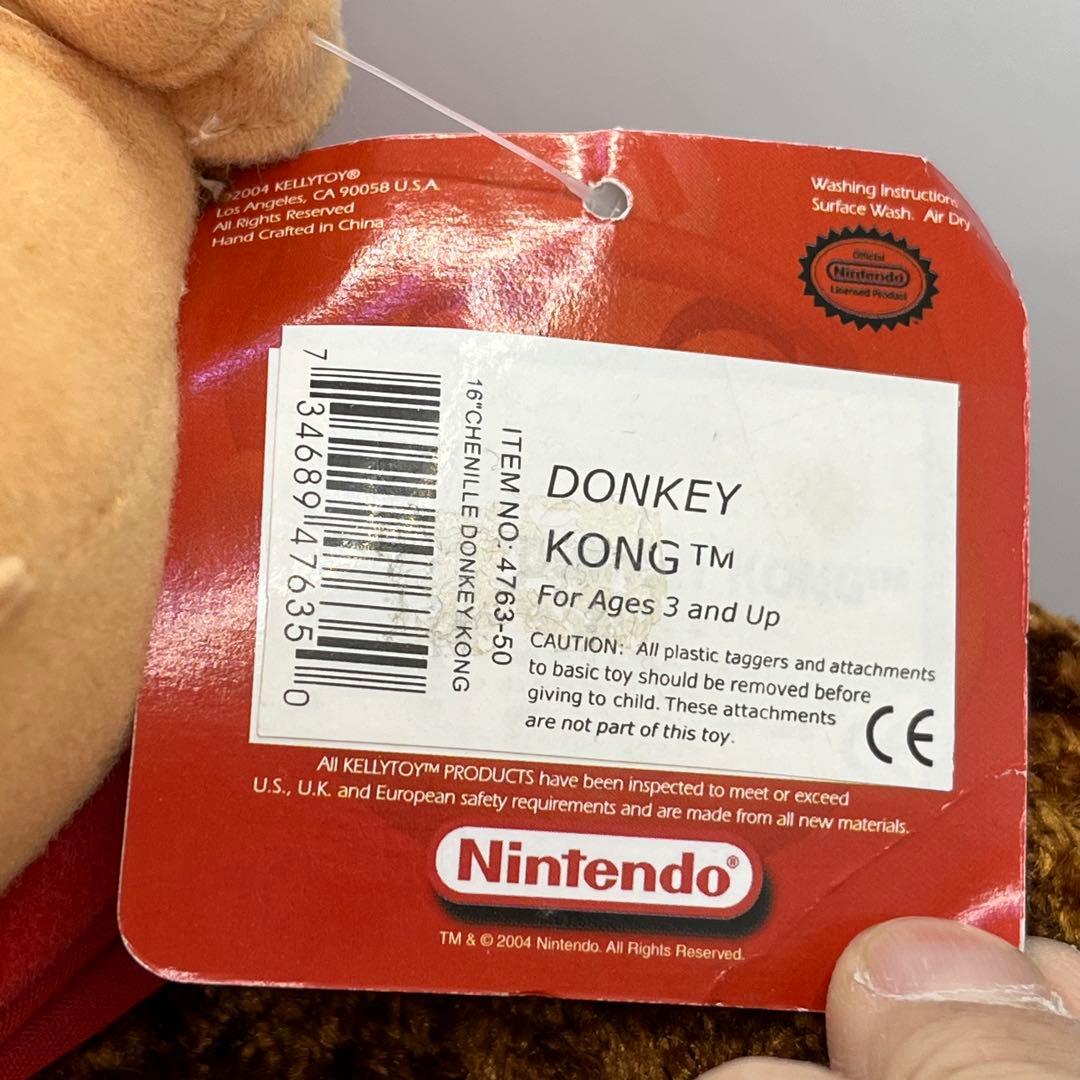 ©2004 KELLYTOY®
Los Angeles, CA 90058 U.S.A.
All Rights Reserved
Hand Crafted in China
Washing Instructions
Surface Wash. Air Dry
Official
Nintendo
Licensed Product
7 34689 47635 0
16"CHENILLE DONKEY KONG
ITEM NO: 4763-50
DONKEY
KONG™
For Ages 3 and Up
CAUTION: All plastic taggers and attachments
to basic toy should be removed before
giving to child. These attachments
are not part of this toy.
CE
All KELLYTOY™ PRODUCTS have been inspected to meet or exceed
U.S., U.K. and European safety requirements and are made from all new materials.
Nintendo®
TM & © 2004 Nintendo. All Rights Reserved.